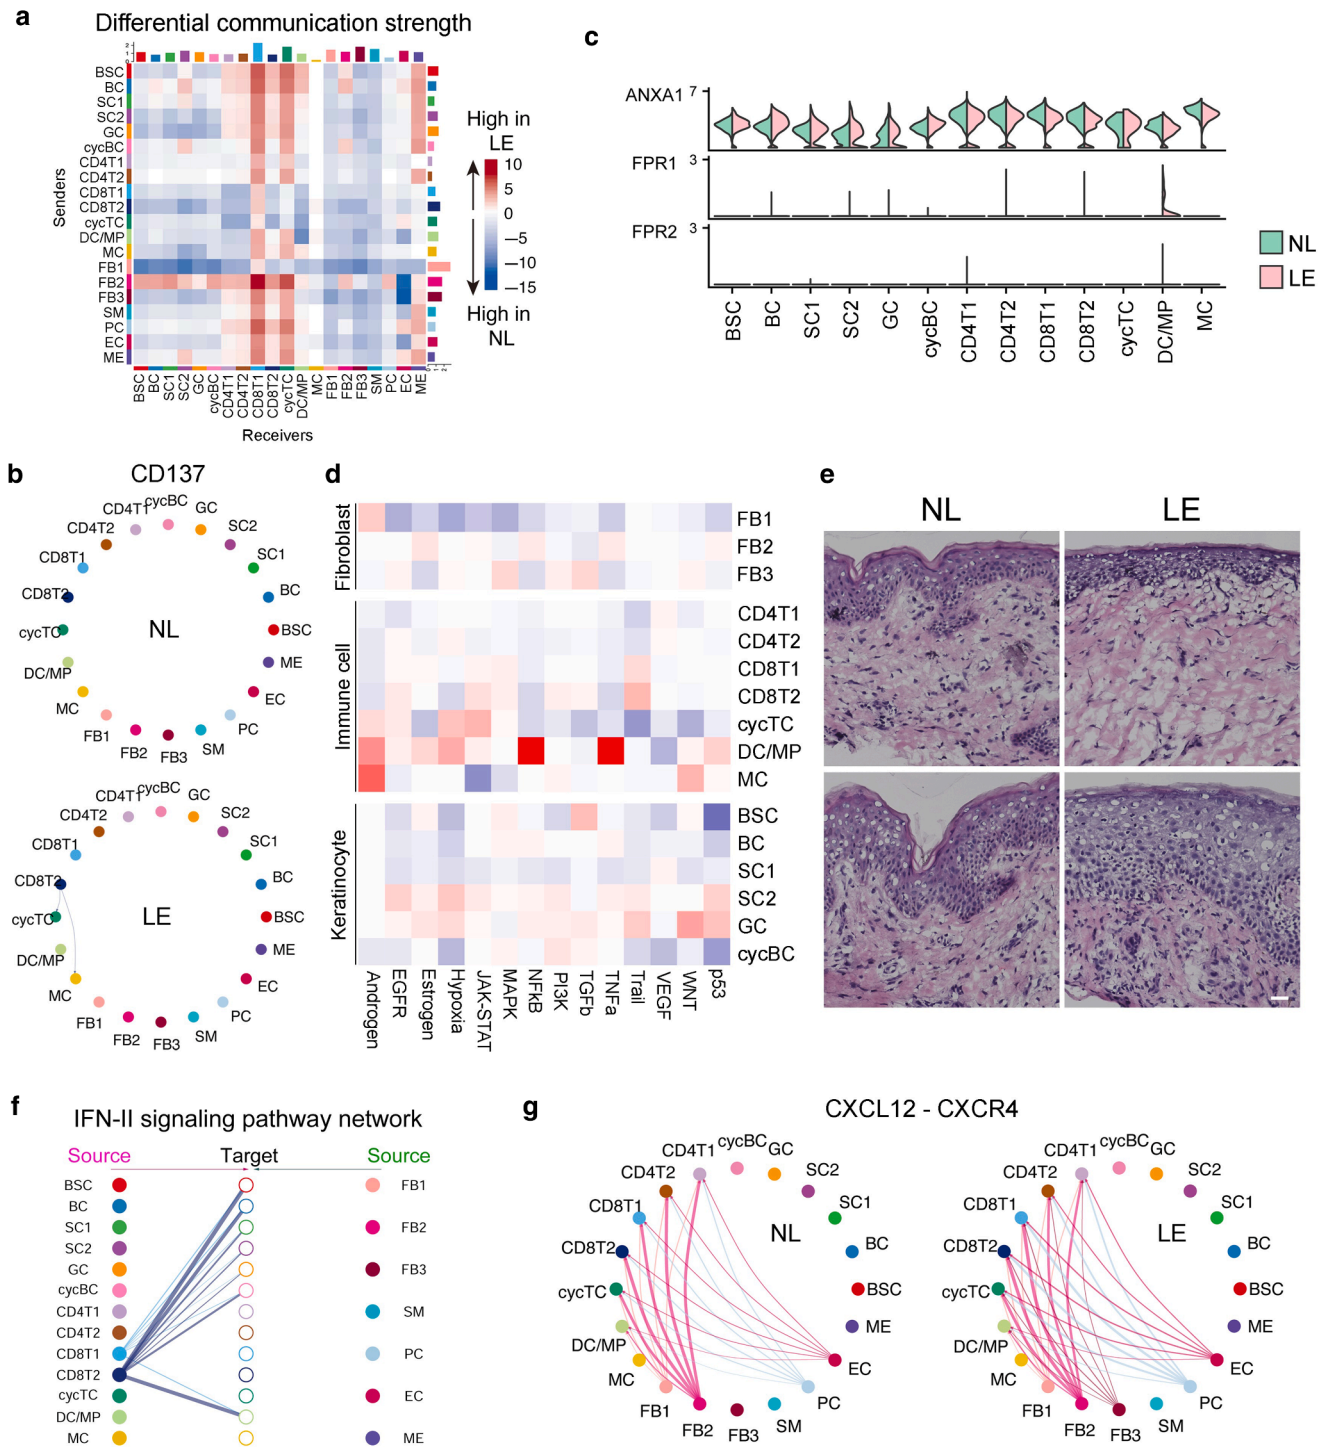 a
Differential communication strength
2
1
0
BSC
BC
SC1
SC2
GC
cycBC
CD4T1
CD4T2
CD8T1
CD8T2
cycTC
DC/MP
MC
FB1
FB2
FB3
SM
PC
EC
ME
Senders
0 1 2
BSC BC SC1 SC2 GC cycBC CD4T1 CD4T2 CD8T1 CD8T2 cycTC DC/MP MC FB1 FB2 FB3 SM PC EC ME
Receivers
High in
LE
10
5
0
−5
−10
−15
High in
NL
c
ANXA1 7
FPR1 3
FPR2 3
BSC BC SC1 SC2 GC cycBC CD4T1 CD4T2 CD8T1 CD8T2 cycTC DC/MP MC
NL
LE
b
CD137
cycBC
GC
SC2
SC1
BC
BSC
ME
EC
PC
SM
FB3
FB2
FB1
MC
DC/MP
cycTC
CD8T2
CD8T1
CD4T2
CD4T1
NL
cycBC
GC
SC2
SC1
BC
BSC
ME
EC
PC
SM
FB3
FB2
FB1
MC
DC/MP
cycTC
CD8T2
CD8T1
CD4T2
CD4T1
LE
d
Fibroblast
FB1
FB2
FB3
Immune cell
CD4T1
CD4T2
CD8T1
CD8T2
cycTC
DC/MP
MC
Keratinocyte
BSC
BC
SC1
SC2
GC
cycBC
Androgen EGFR Estrogen Hypoxia JAK-STAT MAPK NFkB PI3K TGFb TNFa Trail VEGF WNT p53
e
NL LE
f
IFN-II signaling pathway network
Source Target Source
BSC FB1
BC
SC1 FB2
SC2
GC FB3
cycBC
CD4T1 SM
CD4T2
CD8T1 PC
CD8T2
cycTC EC
DC/MP
MC ME
g
CXCL12 - CXCR4
cycBC
GC
SC2
SC1
BC
BSC
ME
EC
PC
SM
FB3
FB2
FB1
MC
DC/MP
cycTC
CD8T2
CD8T1
CD4T2
CD4T1
NL
cycBC
GC
SC2
SC1
BC
BSC
ME
EC
PC
SM
FB3
FB2
FB1
MC
DC/MP
cycTC
CD8T2
CD8T1
CD4T2
CD4T1
LE